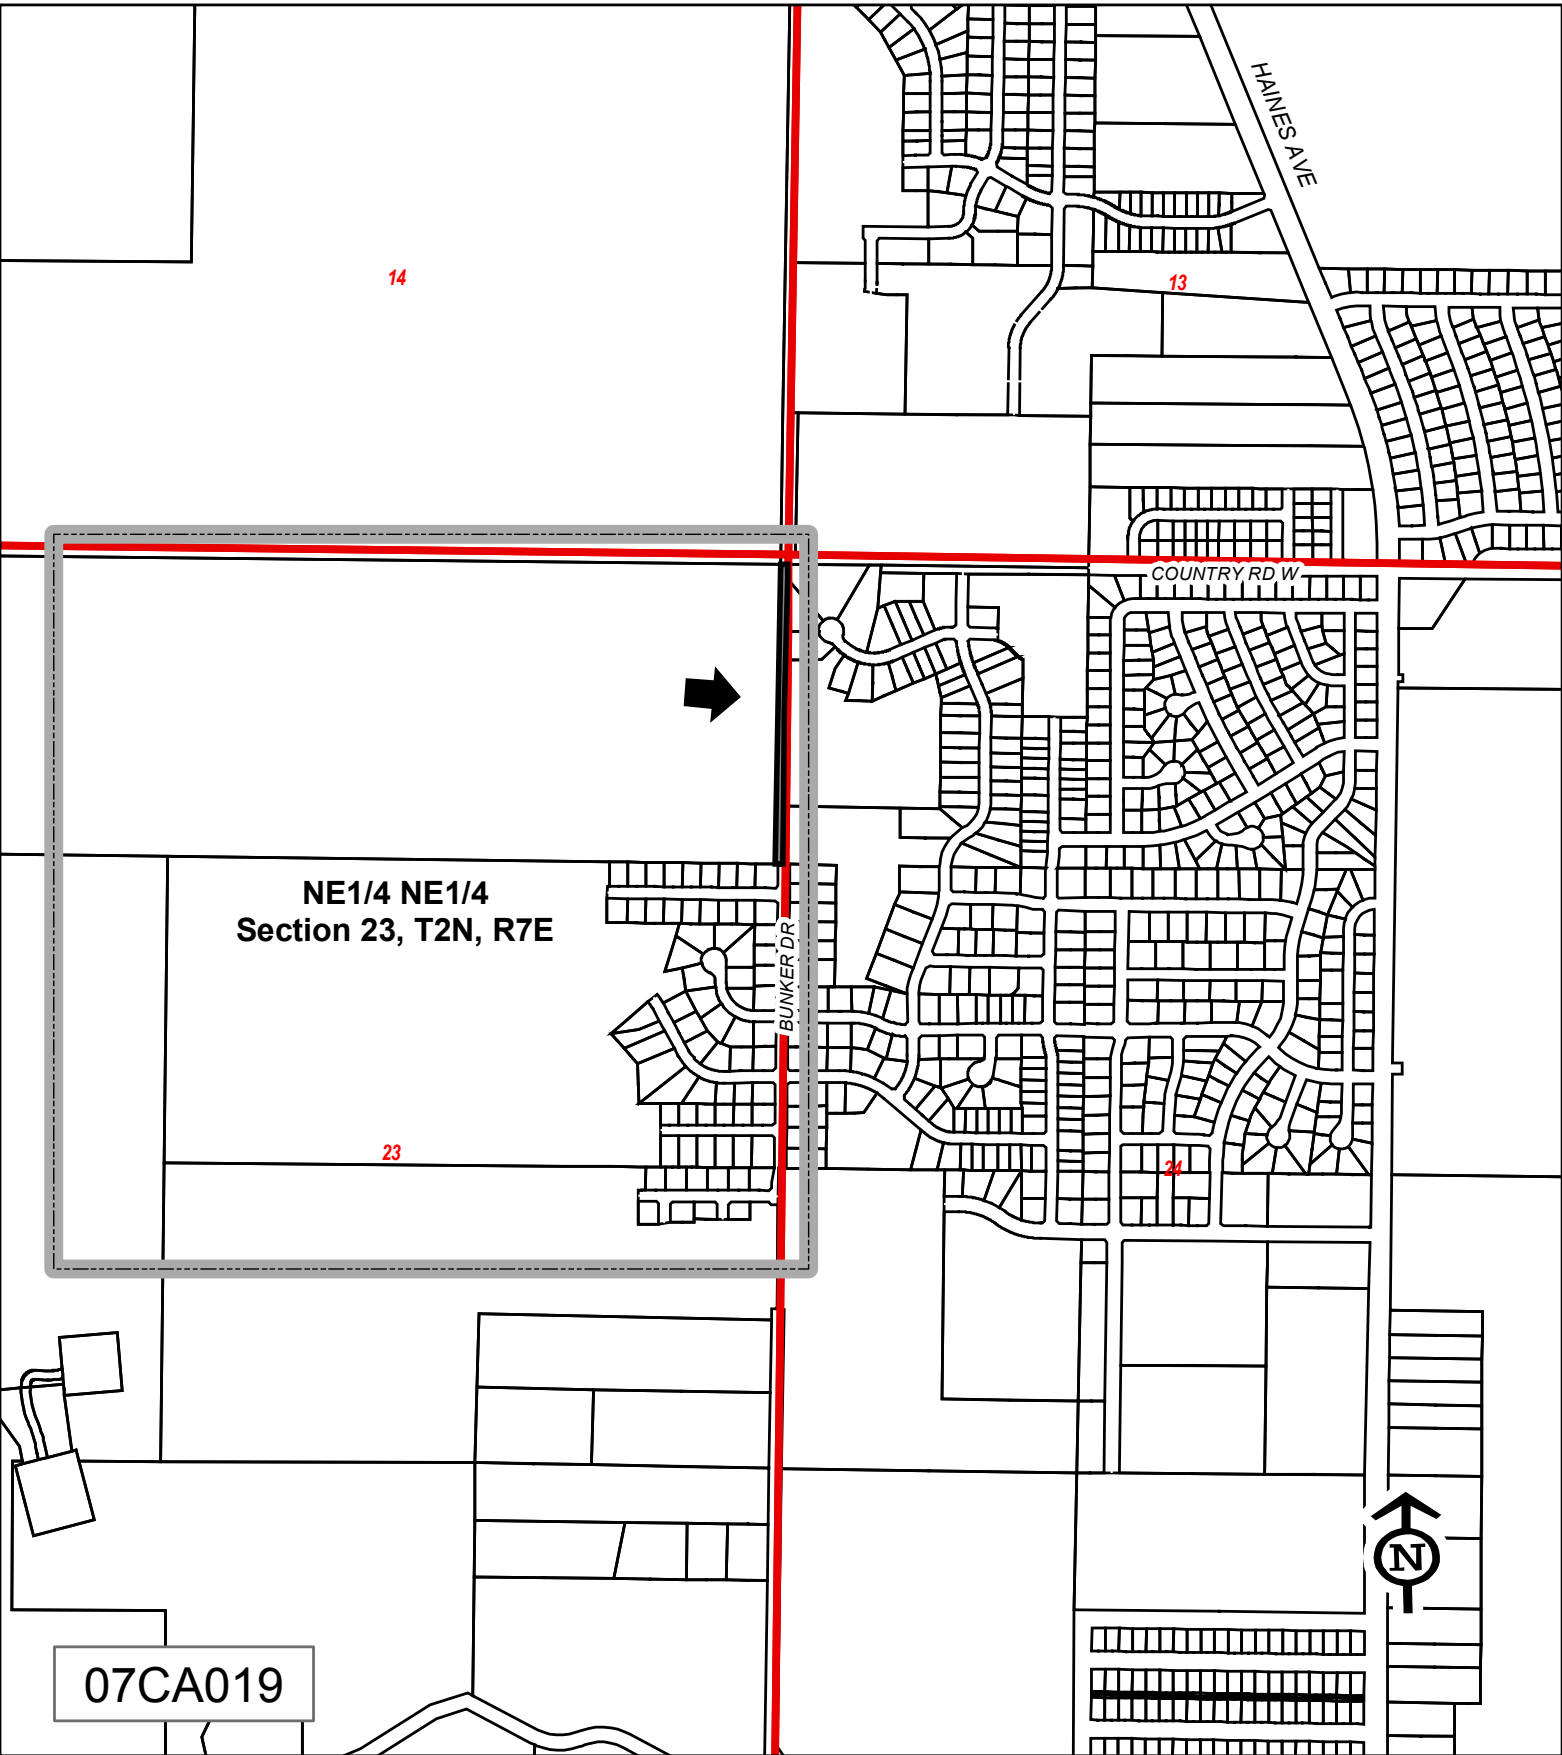 HAINES AVE
14
13
COUNTRY RD W
NE1/4 NE1/4
Section 23, T2N, R7E
BUNKER DR
23
24
N
07CA019